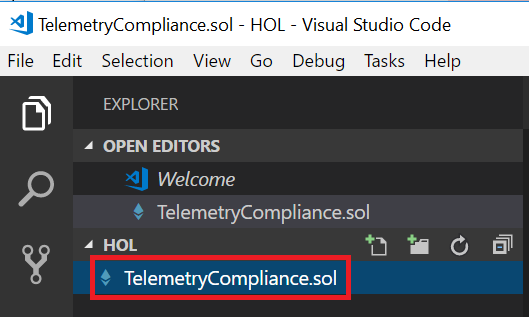 TelemetryCompliance.sol - HOL - Visual Studio Code
File Edit Selection View Go Debug Tasks Help
EXPLORER
OPEN EDITORS
Welcome
TelemetryCompliance.sol
HOL
TelemetryCompliance.sol